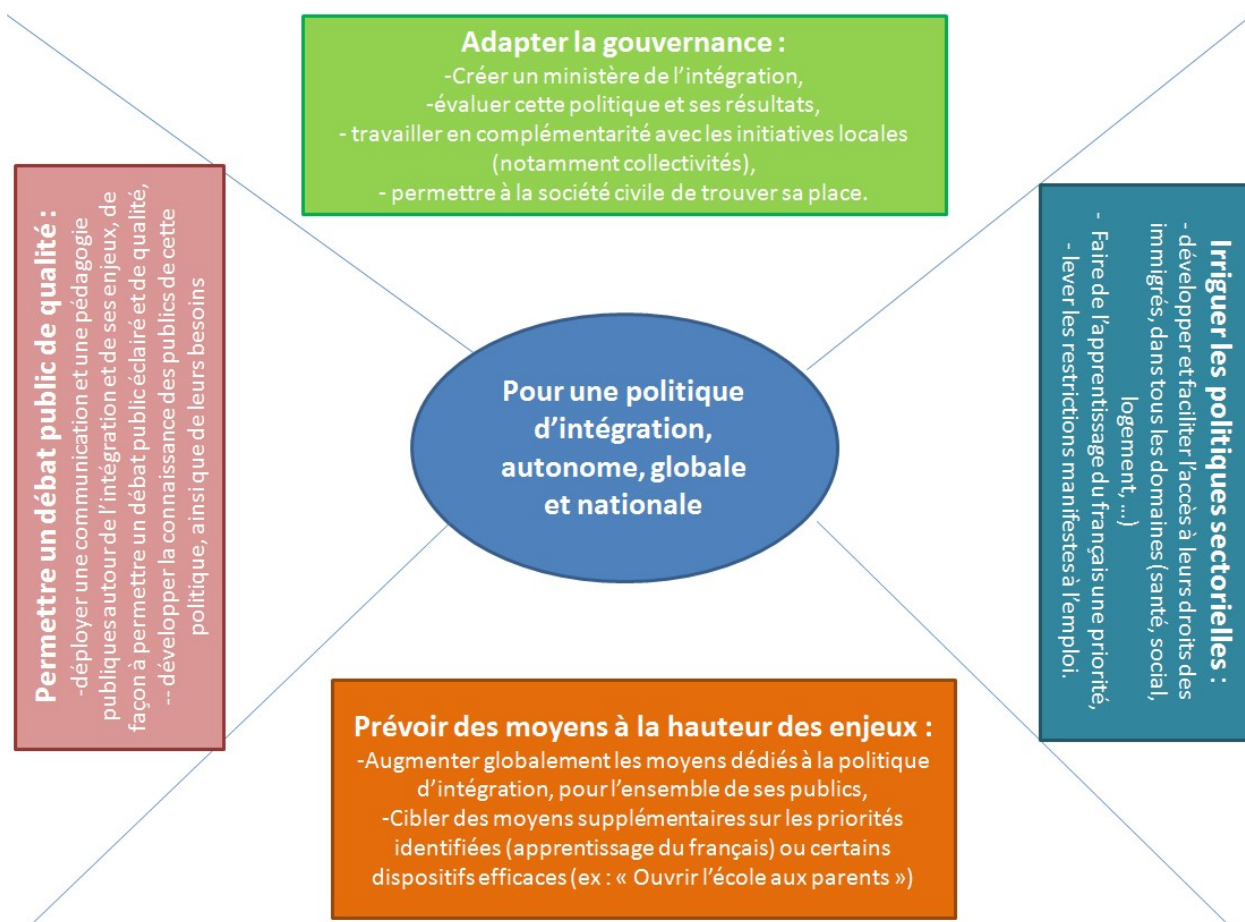 Adapter la gouvernance :
-Créer un ministère de l’intégration,
-évaluer cette politique et ses résultats,
- travailler en complémentarité avec les initiatives locales
(notamment collectivités),
- permettre à la société civile de trouver sa place.
Permettre un débat public de qualité :
-déployer une communication et une pédagogie
publiques autour de l’intégration et de ses enjeux, de
façon à permettre un débat public éclairé et de qualité,
-- développer la connaissance des publics de cette
politique, ainsi que de leurs besoins
Pour une politique
d’intégration,
autonome, globale
et nationale
Irriguer les politiques sectorielles :
- développer et faciliter l’accès à leurs droits des
immigrés, dans tous les domaines (santé, social,
logement, ...)
- Faire de l’apprentissage du français une priorité,
- lever les restrictions manifestes à l’emploi.
Prévoir des moyens à la hauteur des enjeux :
-Augmenter globalement les moyens dédiés à la politique
d’intégration, pour l’ensemble de ses publics,
-Cibler des moyens supplémentaires sur les priorités
identifiées (apprentissage du français) ou certains
dispositifs efficaces (ex : « Ouvrir l’école aux parents »)